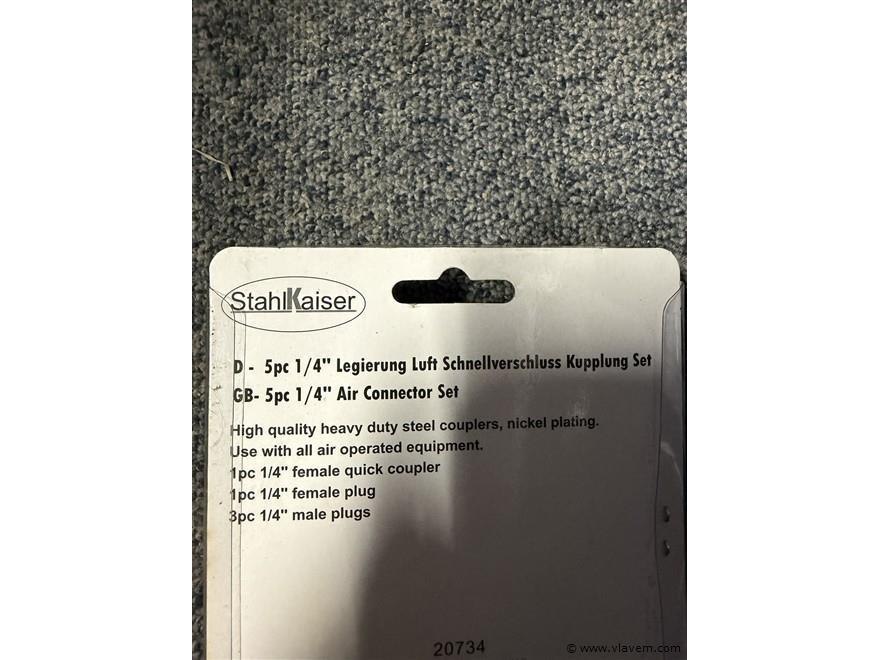 StahlKaiser
D - 5pc 1/4" Legierung Luft Schnellverschluss Kupplung Set
GB- 5pc 1/4" Air Connector Set
High quality heavy duty steel couplers, nickel plating.
Use with all air operated equipment.
1pc 1/4" female quick coupler
1pc 1/4" female plug
3pc 1/4" male plugs
20734
© www.vlavem.com